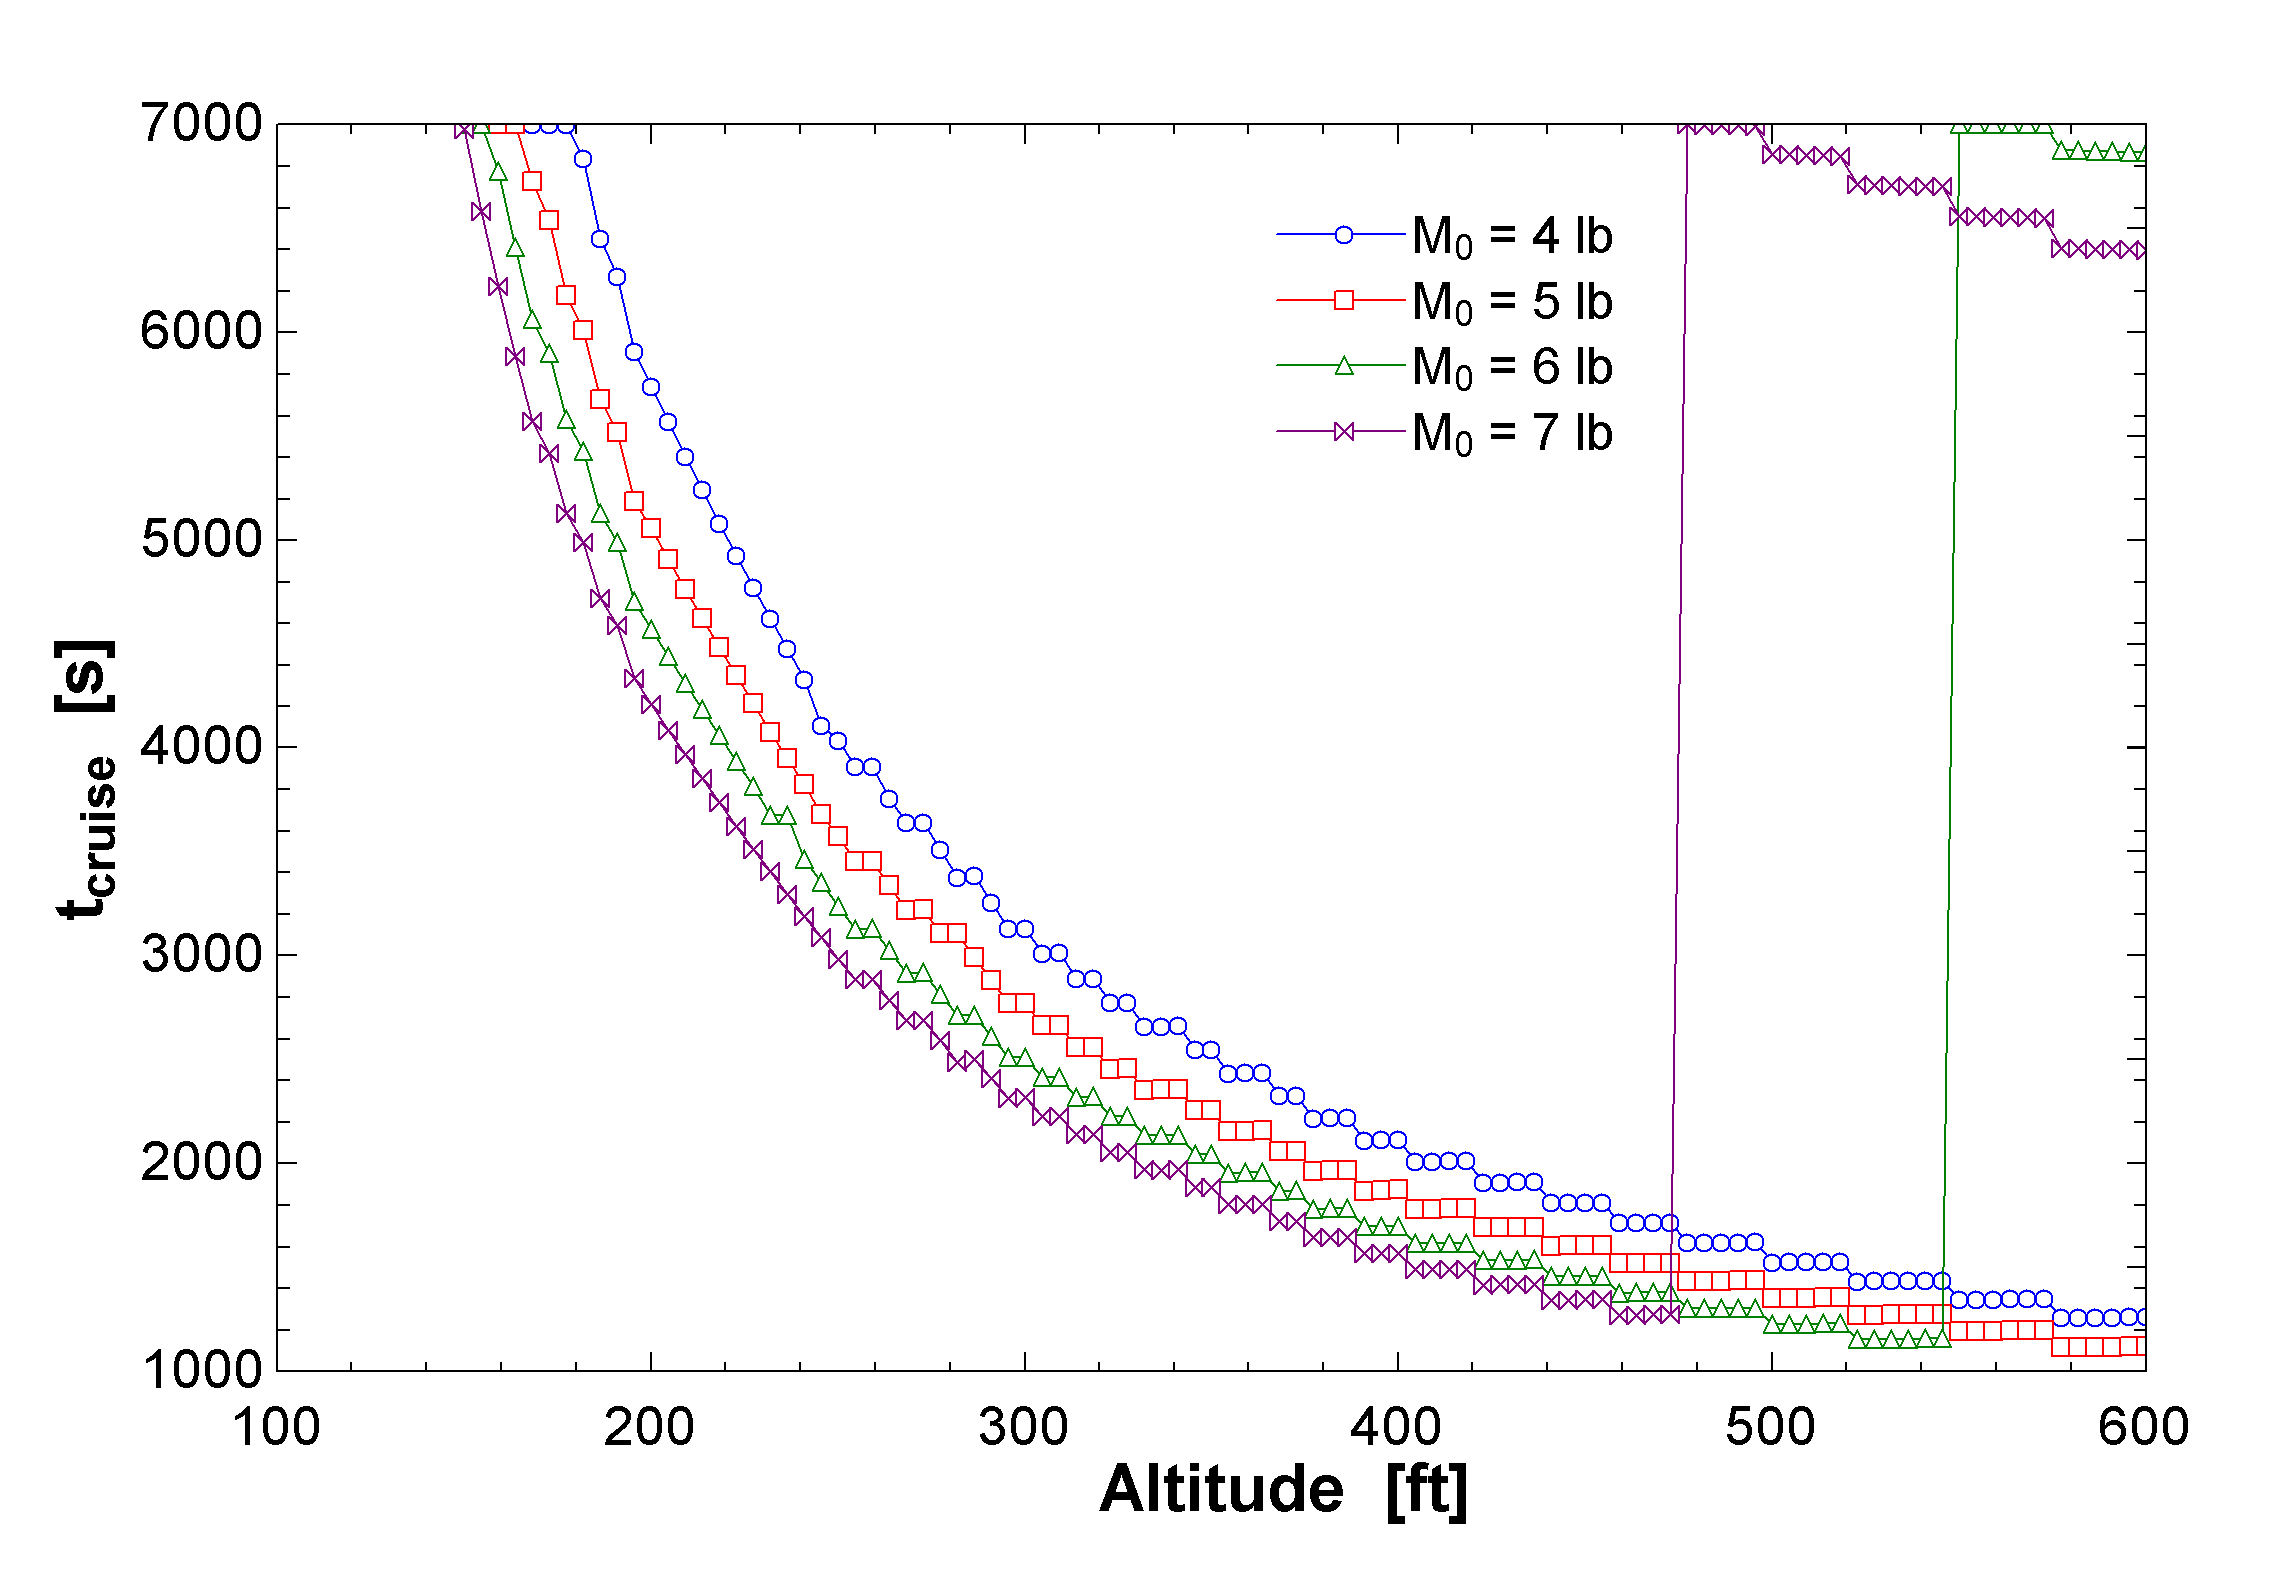 7000
6000
5000
4000
3000
2000
1000
t_cruise [s]
M₀ = 4 lb
M₀ = 5 lb
M₀ = 6 lb
M₀ = 7 lb
100 200 300 400 500 600
Altitude [ft]